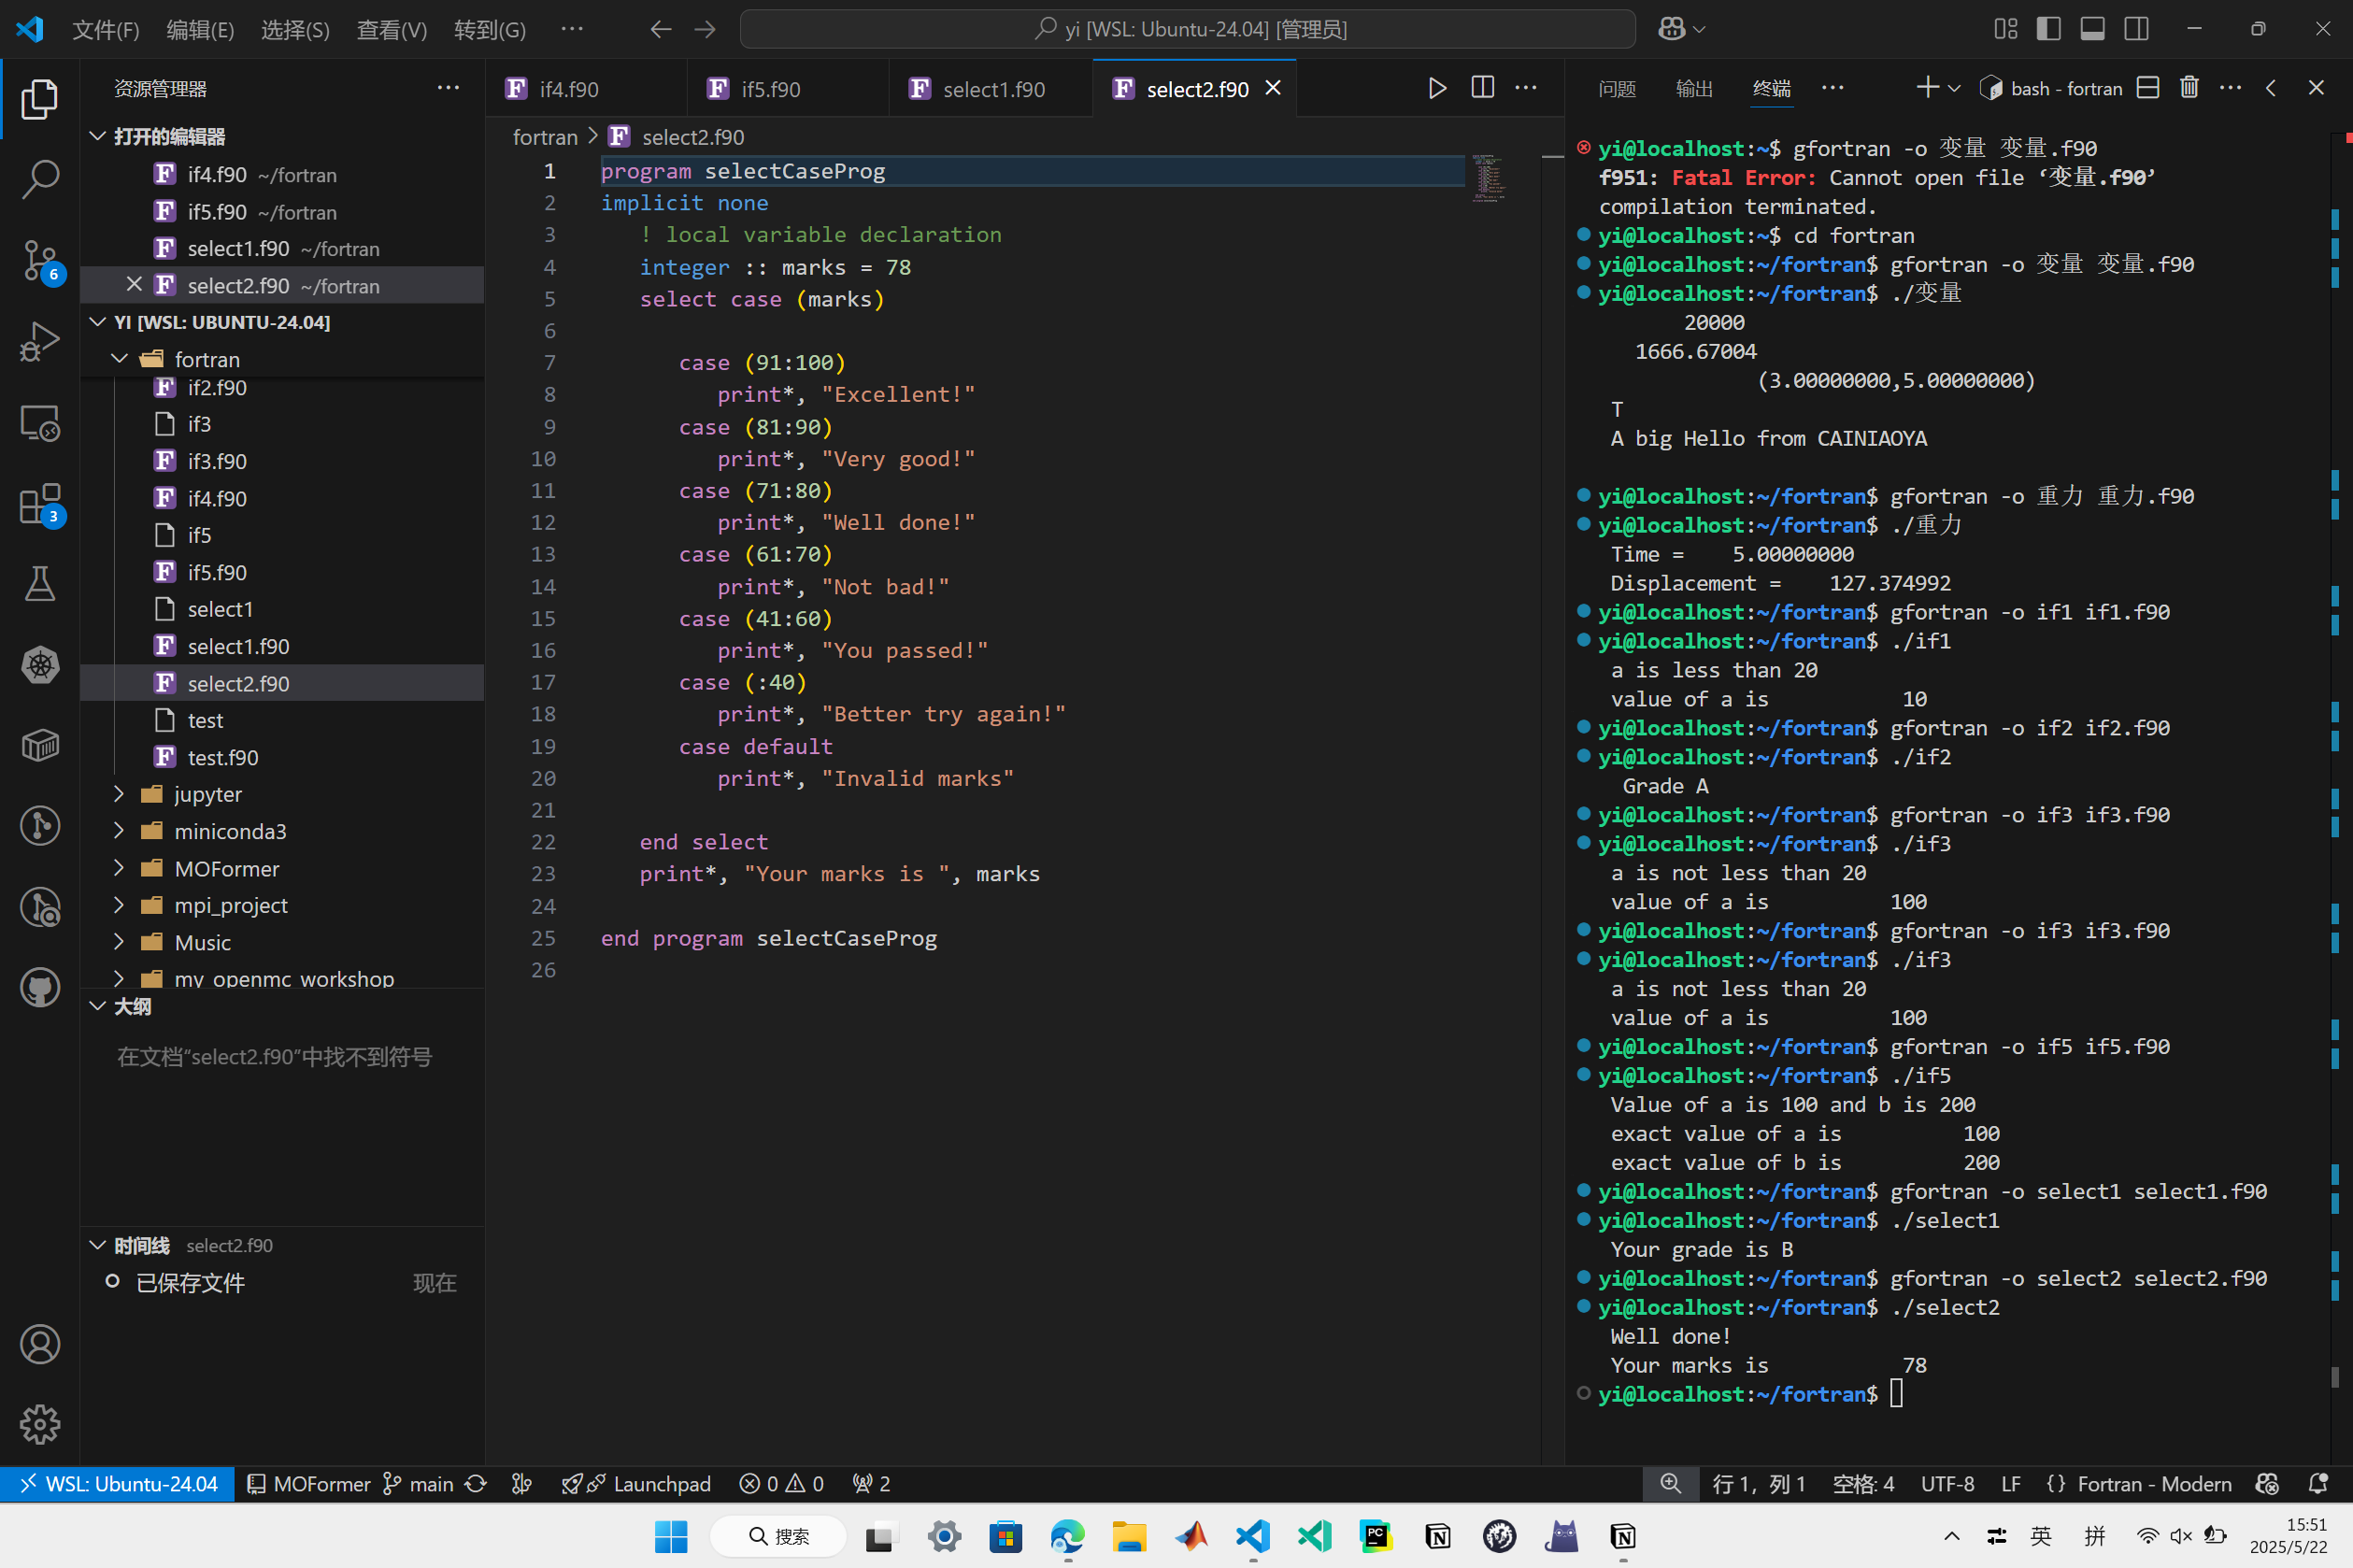 文件(F) 编辑(E) 选择(S) 查看(V) 转到(G) ··· yi [WSL: Ubuntu-24.04] [管理员]
资源管理器
打开的编辑器
if4.f90 ~/fortran
if5.f90 ~/fortran
select1.f90 ~/fortran
select2.f90 ~/fortran
YI [WSL: UBUNTU-24.04]
fortran
if2.f90
if3
if3.f90
if4.f90
if5
if5.f90
select1
select1.f90
select2.f90
test
test.f90
jupyter
miniconda3
MOFormer
mpi_project
Music
my_openmc_workshop
大纲
在文档“select2.f90”中找不到符号
时间线 select2.f90
已保存文件 现在
6
3
if4.f90 if5.f90 select1.f90 select2.f90
fortran > select2.f90
1 program selectCaseProg
2 implicit none
3 ! local variable declaration
4 integer :: marks = 78
5 select case (marks)
6
7 case (91:100)
8 print*, "Excellent!"
9 case (81:90)
10 print*, "Very good!"
11 case (71:80)
12 print*, "Well done!"
13 case (61:70)
14 print*, "Not bad!"
15 case (41:60)
16 print*, "You passed!"
17 case (:40)
18 print*, "Better try again!"
19 case default
20 print*, "Invalid marks"
21
22 end select
23 print*, "Your marks is ", marks
24
25 end program selectCaseProg
26
问题 输出 终端 ··· bash - fortran
yi@localhost:~$ gfortran -o 变量 变量.f90
f951: Fatal Error: Cannot open file ‘变量.f90’
compilation terminated.
yi@localhost:~$ cd fortran
yi@localhost:~/fortran$ gfortran -o 变量 变量.f90
yi@localhost:~/fortran$ ./变量
20000
1666.67004
(3.00000000,5.00000000)
T
A big Hello from CAINIAOYA
yi@localhost:~/fortran$ gfortran -o 重力 重力.f90
yi@localhost:~/fortran$ ./重力
Time = 5.00000000
Displacement = 127.374992
yi@localhost:~/fortran$ gfortran -o if1 if1.f90
yi@localhost:~/fortran$ ./if1
a is less than 20
value of a is 10
yi@localhost:~/fortran$ gfortran -o if2 if2.f90
yi@localhost:~/fortran$ ./if2
Grade A
yi@localhost:~/fortran$ gfortran -o if3 if3.f90
yi@localhost:~/fortran$ ./if3
a is not less than 20
value of a is 100
yi@localhost:~/fortran$ gfortran -o if3 if3.f90
yi@localhost:~/fortran$ ./if3
a is not less than 20
value of a is 100
yi@localhost:~/fortran$ gfortran -o if5 if5.f90
yi@localhost:~/fortran$ ./if5
Value of a is 100 and b is 200
exact value of a is 100
exact value of b is 200
yi@localhost:~/fortran$ gfortran -o select1 select1.f90
yi@localhost:~/fortran$ ./select1
Your grade is B
yi@localhost:~/fortran$ gfortran -o select2 select2.f90
yi@localhost:~/fortran$ ./select2
Well done!
Your marks is 78
yi@localhost:~/fortran$
WSL: Ubuntu-24.04 MOFormer main Launchpad 0 0 2 行 1，列 1 空格: 4 UTF-8 LF {} Fortran - Modern
搜索 PC 英 拼 15:51
2025/5/22